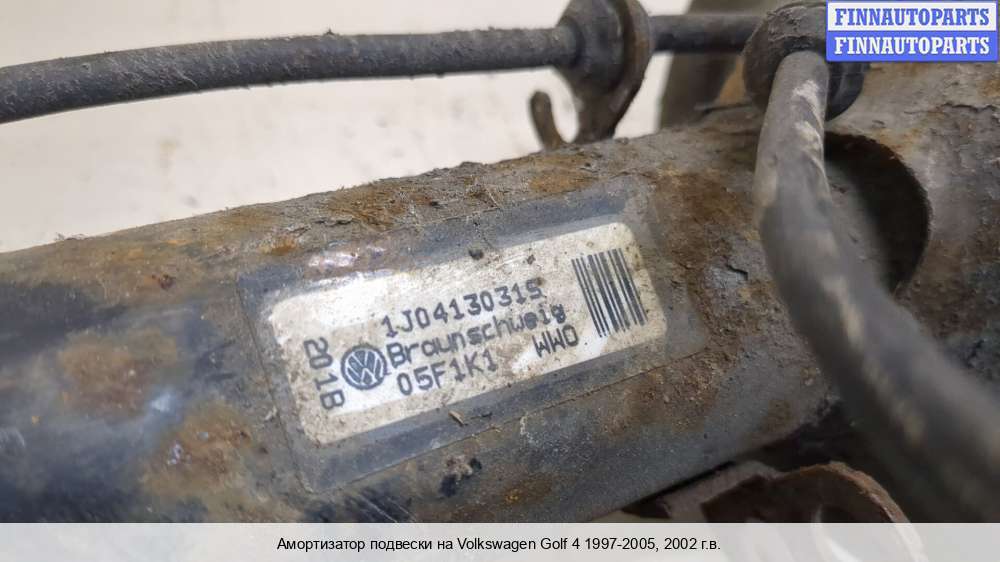 FINNAUTOPARTS
FINNAUTOPARTS
1J0413031S
Braunschweig
05F1K1 WWO
2018
Амортизатор подвески на Volkswagen Golf 4 1997-2005, 2002 г.в.